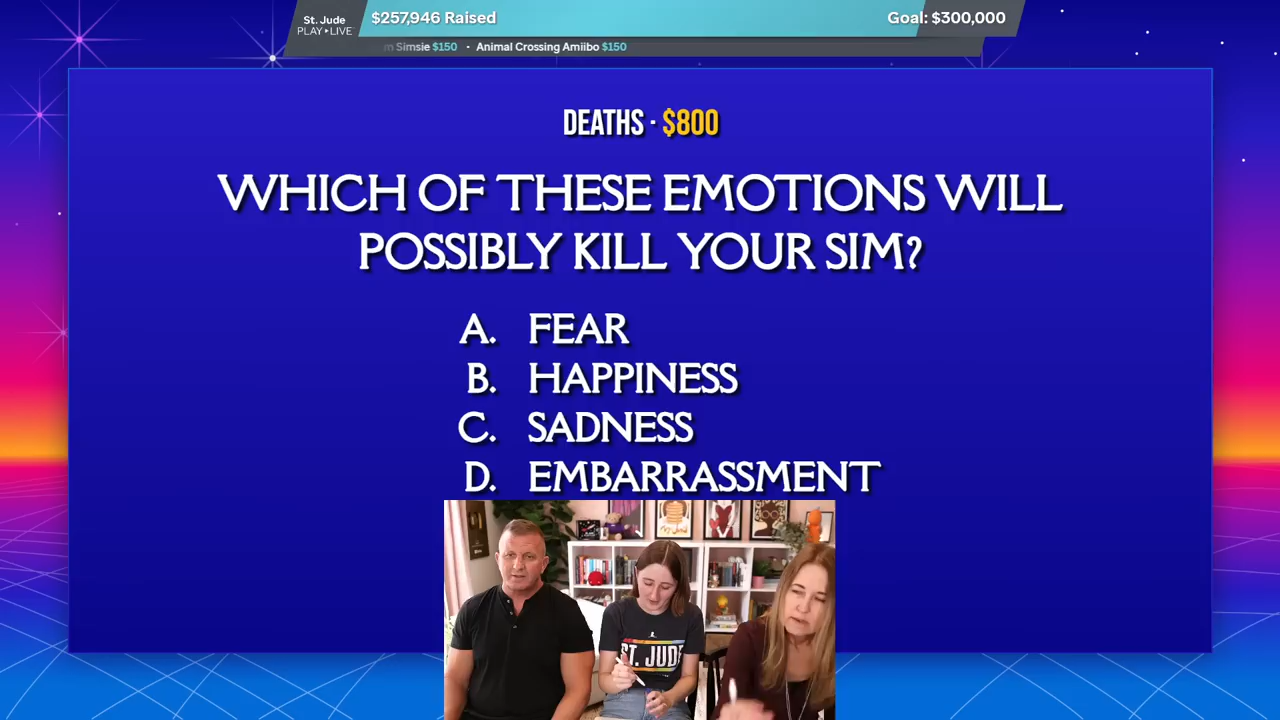 St. Jude
PLAY LIVE
$257,946 Raised
Goal: $300,000
m Simsie $150 · Animal Crossing Amiibo $150
DEATHS · $800
WHICH OF THESE EMOTIONS WILL
POSSIBLY KILL YOUR SIM?
A. FEAR
B. HAPPINESS
C. SADNESS
D. EMBARRASSMENT
ST. JUDE